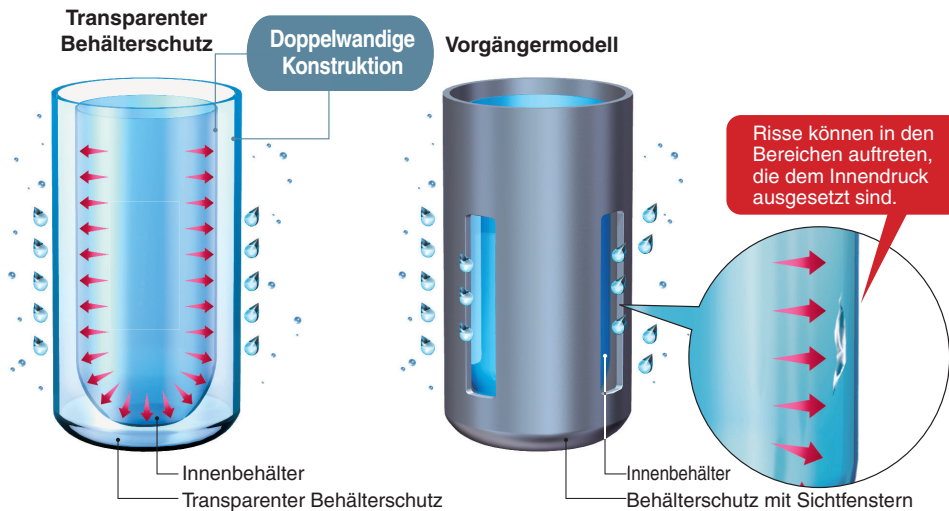 Transparenter
Behälterschutz
Doppelwandige
Konstruktion
Vorgängermodell
Risse können in den
Bereichen auftreten,
die dem Innendruck
ausgesetzt sind.
Innenbehälter
Transparenter Behälterschutz
Innenbehälter
Behälterschutz mit Sichtfenstern